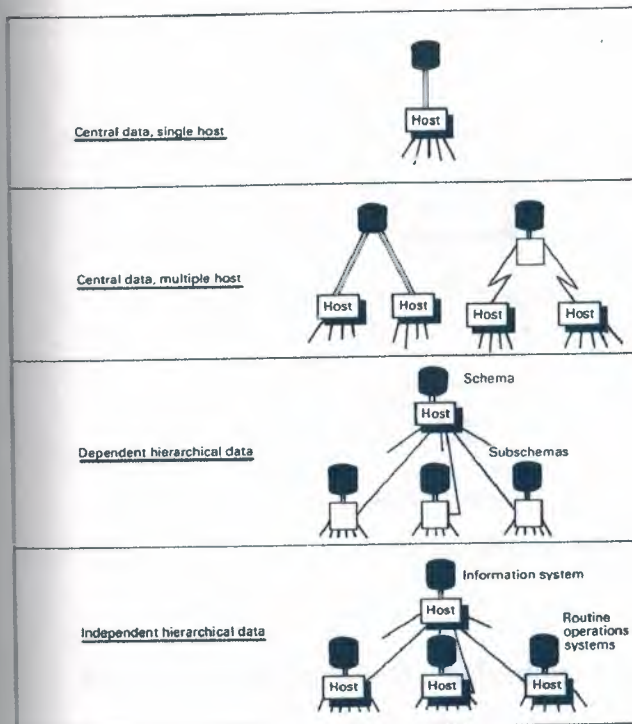 Central data, single host
Host
Central data, multiple host
Host
Host
Host
Host
Dependent hierarchical data
Schema
Host
Subschemas
Independent hierarchical data
Information system
Host
Routine
operations
systems
Host
Host
Host